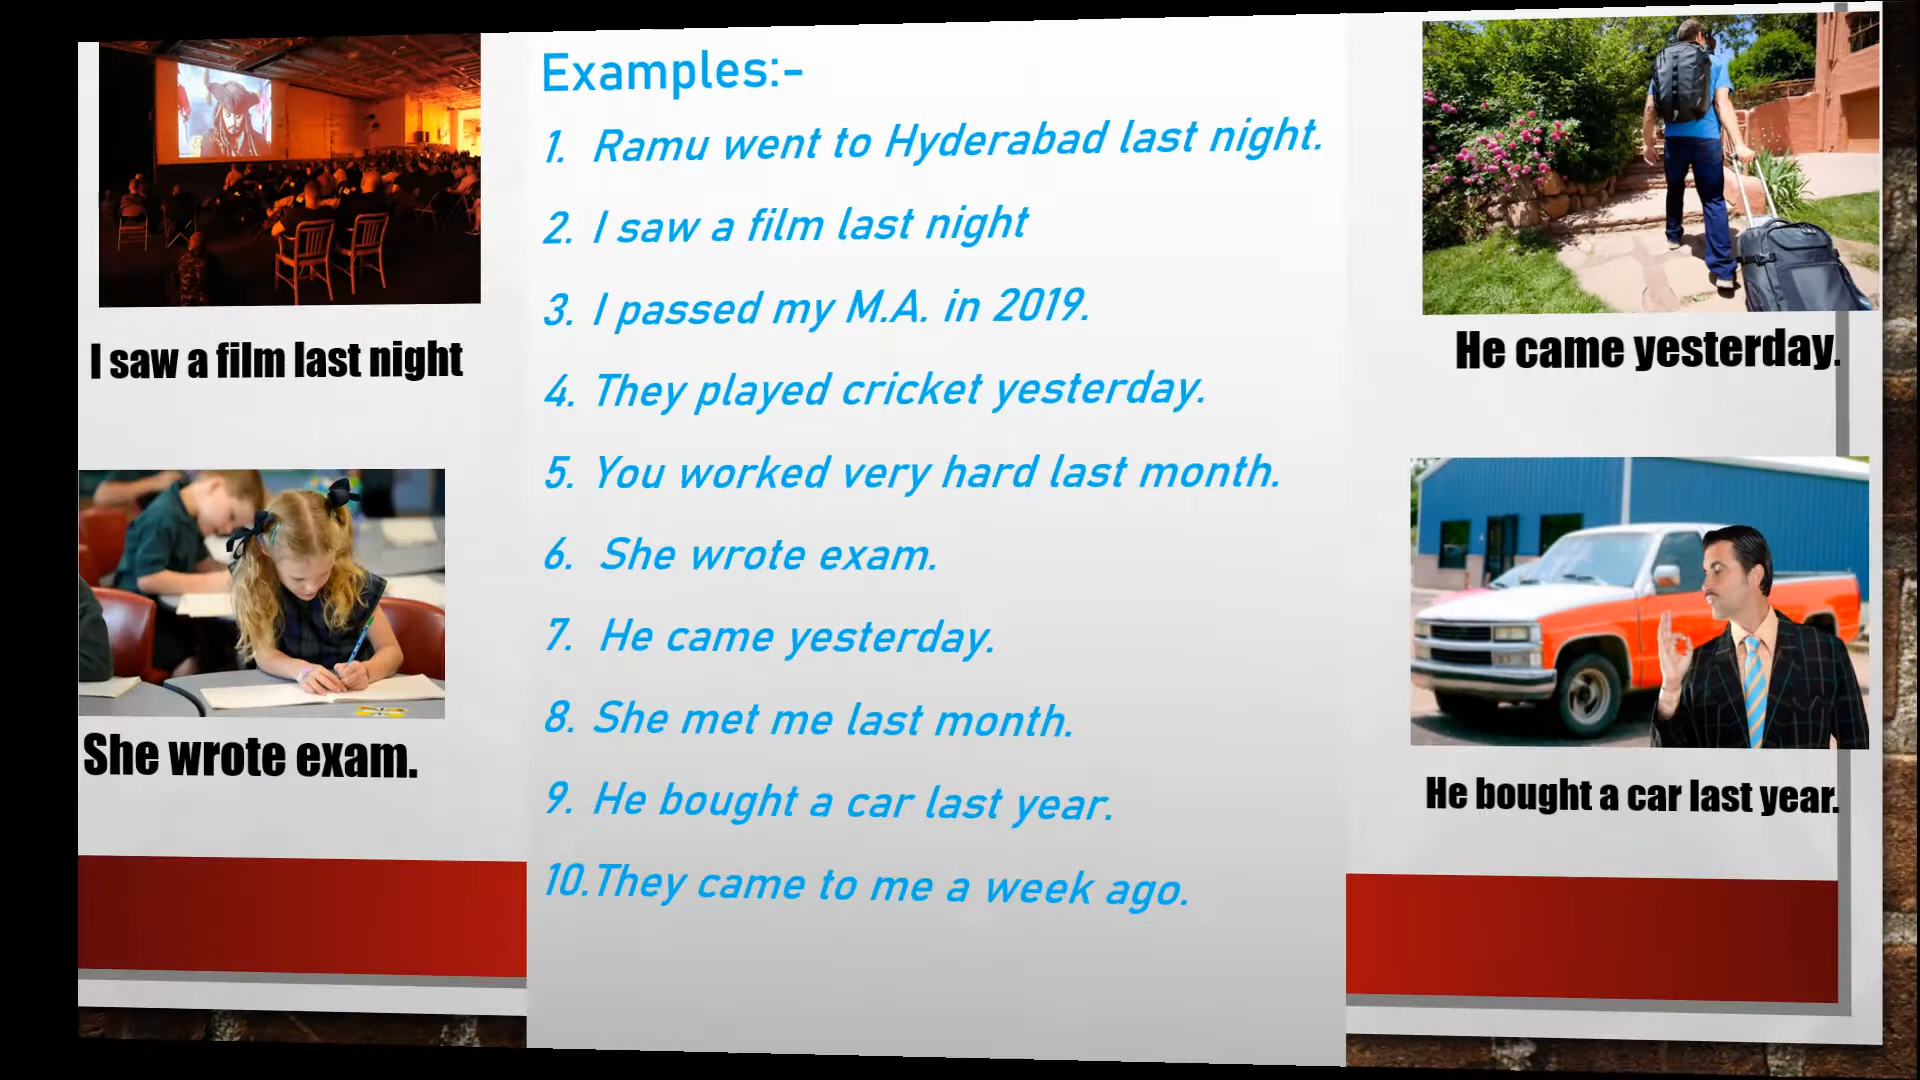 Examples:-
1. Ramu went to Hyderabad last night.
2. I saw a film last night
3. I passed my M.A. in 2019.
4. They played cricket yesterday.
5. You worked very hard last month.
6. She wrote exam.
7. He came yesterday.
8. She met me last month.
9. He bought a car last year.
10.They came to me a week ago.
I saw a film last night
She wrote exam.
He came yesterday.
He bought a car last year.